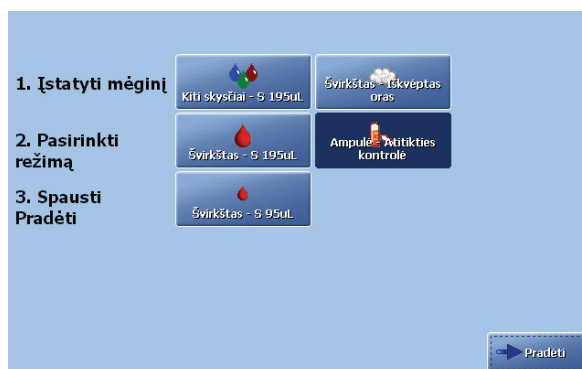 1. Įstatyti mėginį
2. Pasirinkti
režimą
3. Spausti
Pradėti
Kiti skysčiai - S 195uL
Švirkštas - Iškvėptas
oras
Švirkštas - S 195uL
Ampulė - Atitikties
kontrolė
Švirkštas - S 95uL
Pradėti